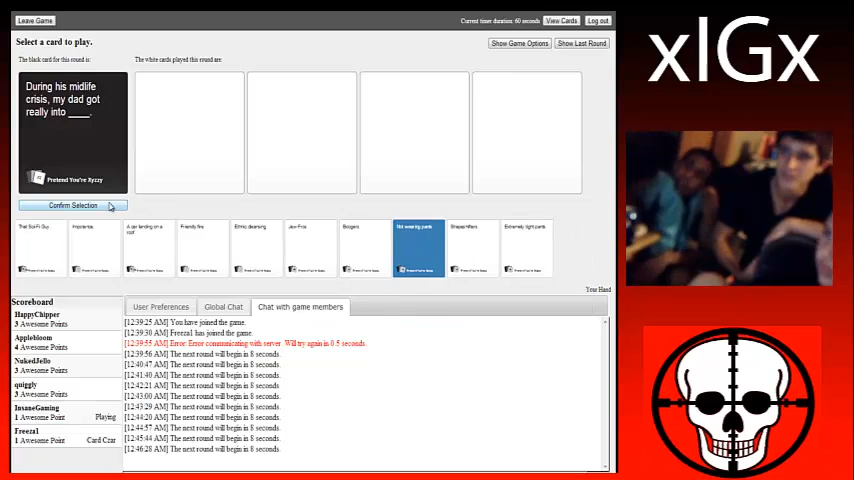 Leave Game
Current timer duration: 60 seconds
View Cards
Log out
Select a card to play.
Show Game Options
Show Last Round
The black card for this round is:
The white cards played this round are:
During his midlife
crisis, my dad got
really into ____.
Pretend You're Xyzzy
Confirm Selection
That Sci-Fi Guy
Impotence.
A car landing on a
roof
Friendly fire
Ethnic cleansing
Jew-Fros
Boogers
Not wearing pants
Shapeshifters
Extremely tight pants
Your Hand
Scoreboard
User Preferences
Global Chat
Chat with game members
HappyChipper
3 Awesome Points
Applebloom
4 Awesome Points
NukedJello
3 Awesome Points
quiggly
3 Awesome Points
InsaneGaming
1 Awesome Point
Playing
Freeza1
1 Awesome Point
Card Czar
[12:39:25 AM] You have joined the game.
[12:39:30 AM] Freeza1 has joined the game.
[12:39:55 AM] Error: Error communicating with server. Will try again in 0.5 seconds
[12:39:56 AM] The next round will begin in 8 seconds.
[12:40:47 AM] The next round will begin in 8 seconds.
[12:41:40 AM] The next round will begin in 8 seconds.
[12:42:21 AM] The next round will begin in 8 seconds.
[12:43:00 AM] The next round will begin in 8 seconds.
[12:43:29 AM] The next round will begin in 8 seconds.
[12:44:20 AM] The next round will begin in 8 seconds.
[12:44:57 AM] The next round will begin in 8 seconds.
[12:45:44 AM] The next round will begin in 8 seconds.
[12:46:28 AM] The next round will begin in 8 seconds.
xIGx